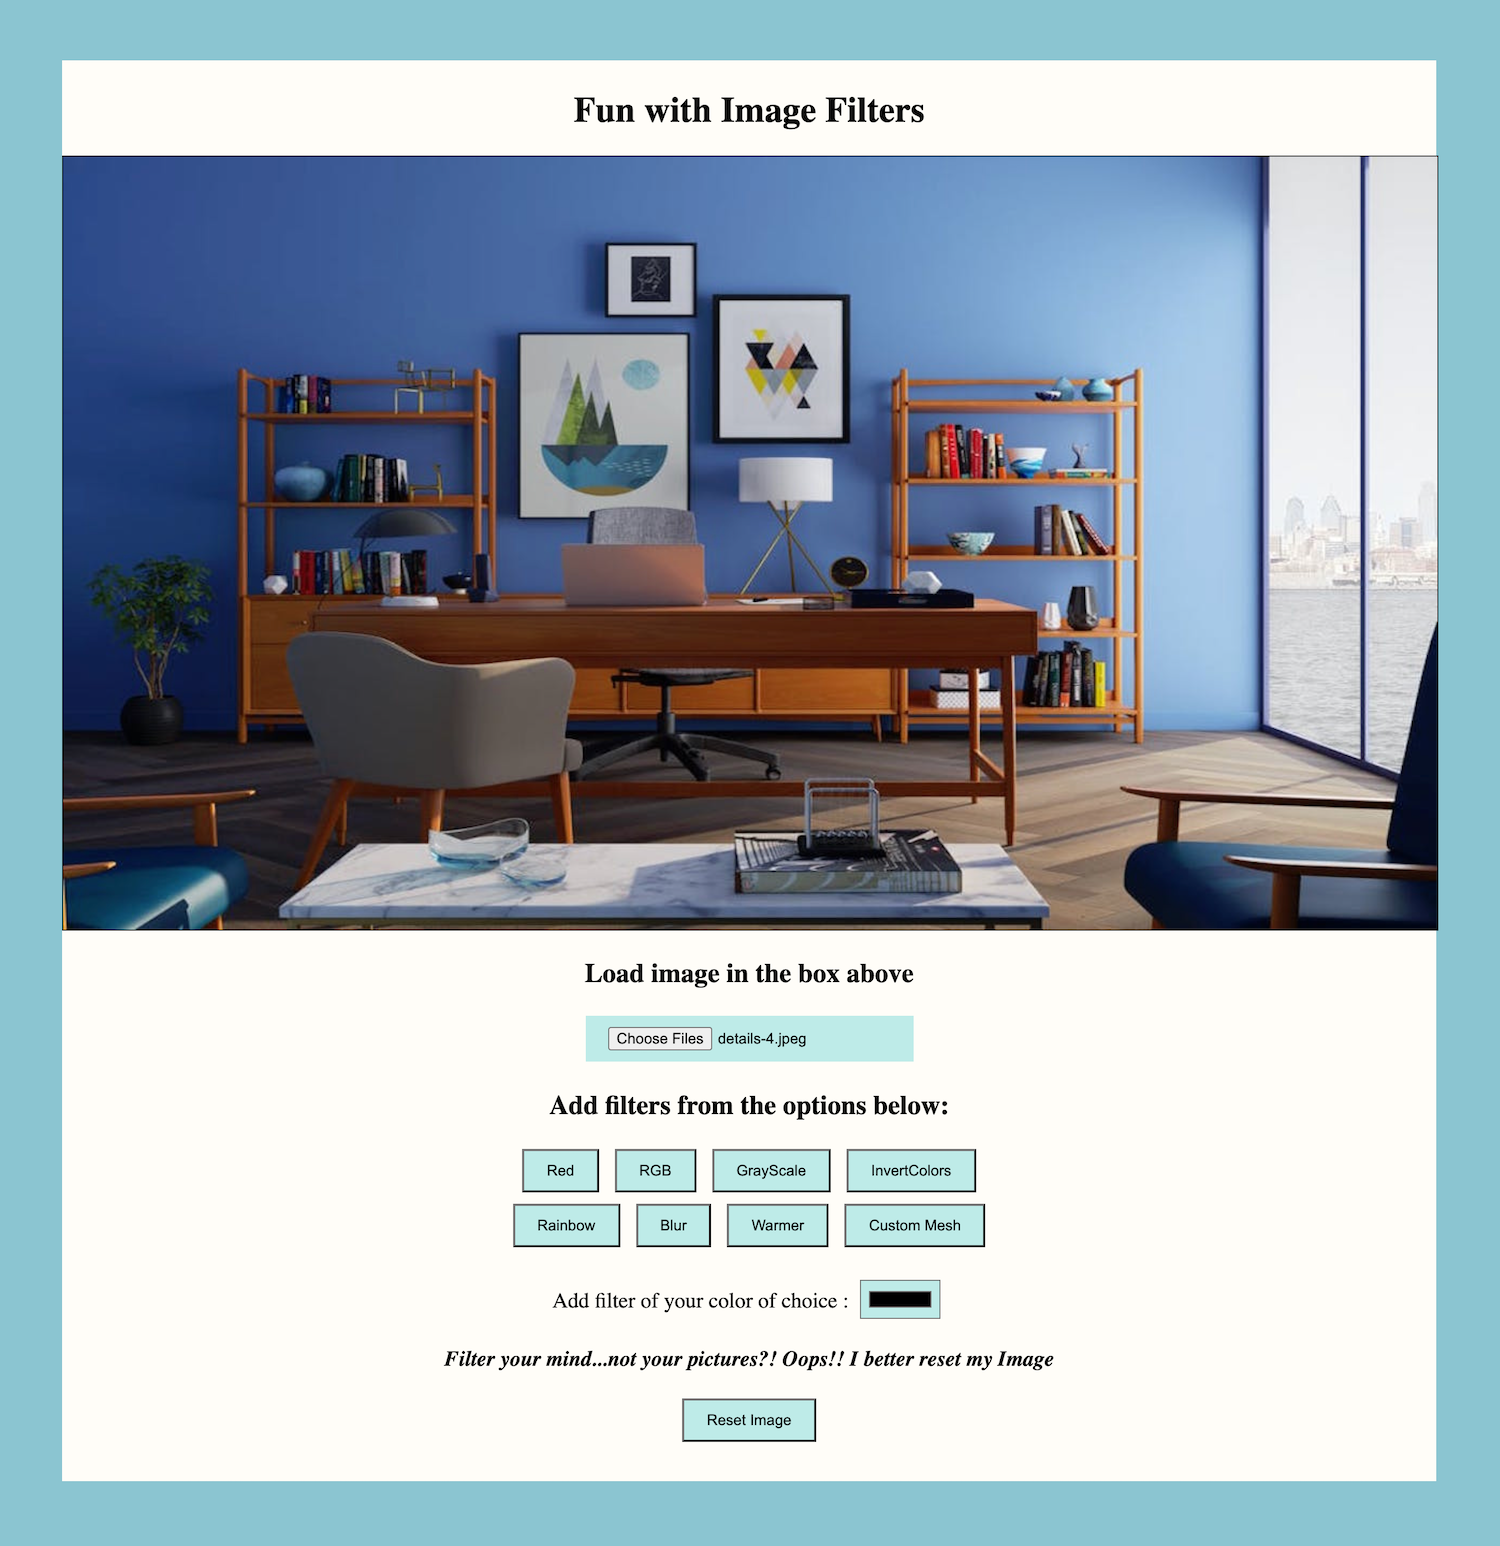 Fun with Image Filters
Load image in the box above
Choose Files details-4.jpeg
Add filters from the options below:
Red RGB GrayScale InvertColors
Rainbow Blur Warmer Custom Mesh
Add filter of your color of choice :
Filter your mind...not your pictures?! Oops!! I better reset my Image
Reset Image